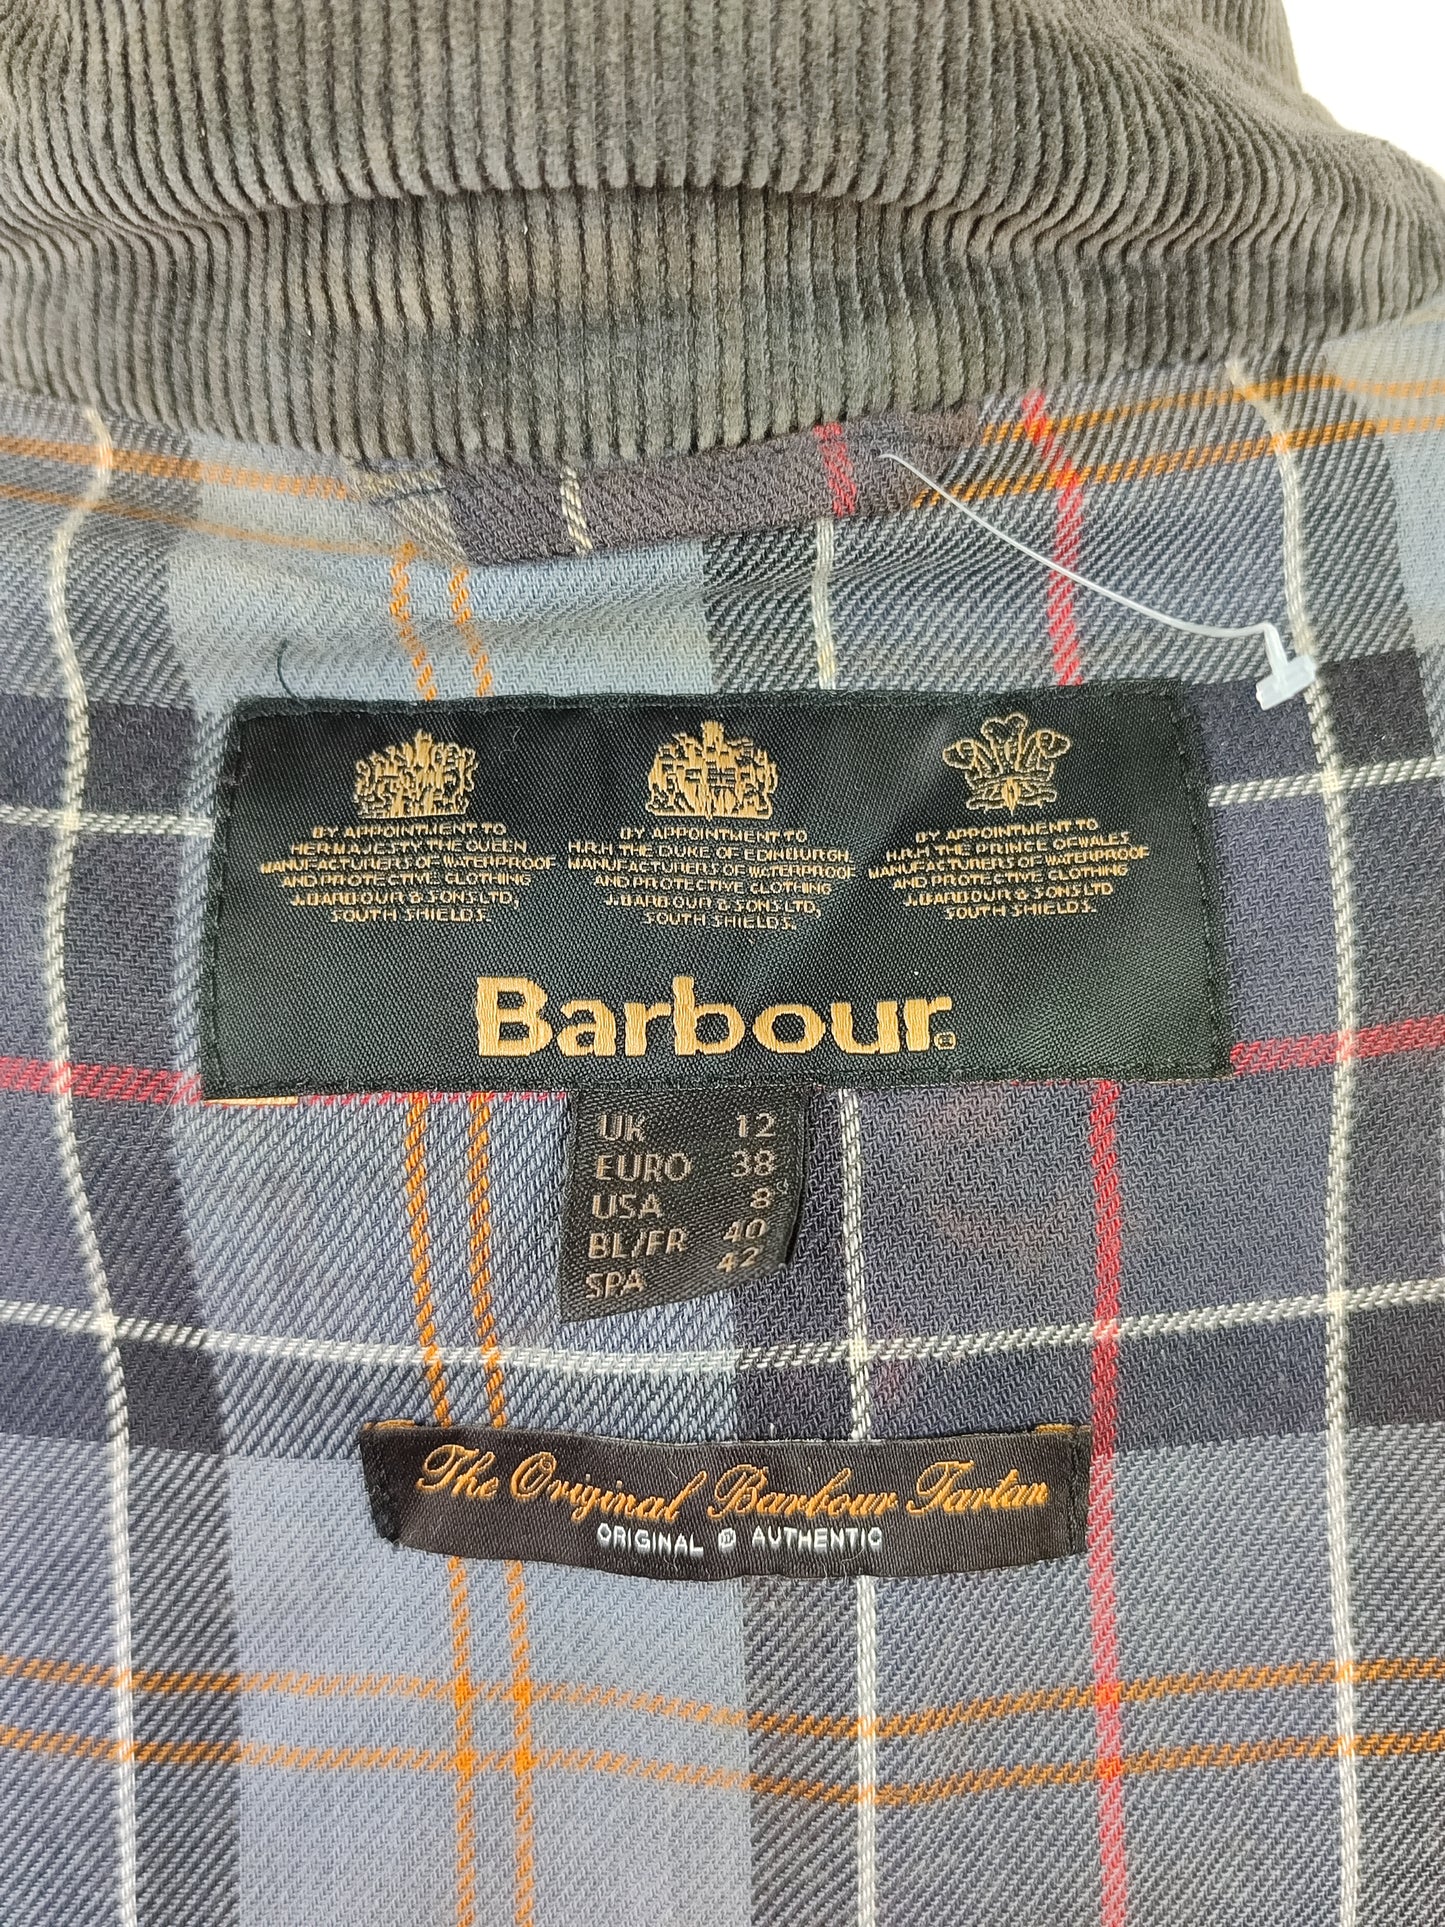 BY APPOINTMENT TO
HER MAJESTY THE QUEEN
MANUFACTURERS OF WATERPROOF
AND PROTECTIVE CLOTHING
J.BARBOUR & SONS LTD,
SOUTH SHIELDS.
BY APPOINTMENT TO
H.R.H. THE DUKE OF EDINBURGH
MANUFACTURERS OF WATERPROOF
AND PROTECTIVE CLOTHING
J.BARBOUR & SONS LTD,
SOUTH SHIELDS.
BY APPOINTMENT TO
H.R.H. THE PRINCE OF WALES
MANUFACTURERS OF WATERPROOF
AND PROTECTIVE CLOTHING
J.BARBOUR & SONS LTD
SOUTH SHIELDS.
Barbour®
UK 12
EURO 38
USA 8
BL/FR 40
SPA 42
The Original Barbour Tartan
ORIGINAL AUTHENTIC